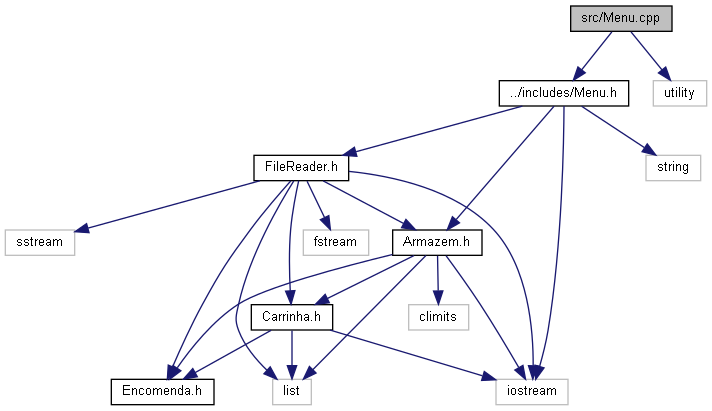 src/Menu.cpp
../includes/Menu.h
utility
FileReader.h
string
sstream
fstream
Armazem.h
Carrinha.h
climits
Encomenda.h
list
iostream